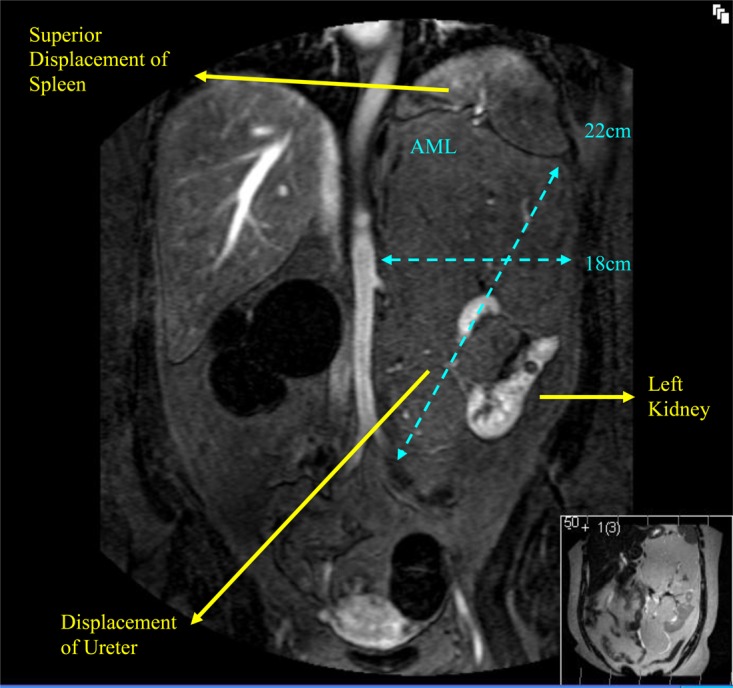 Superior
Displacement of
Spleen
AML
22cm
18cm
Left
Kidney
Displacement
of Ureter
50 + 1(3)